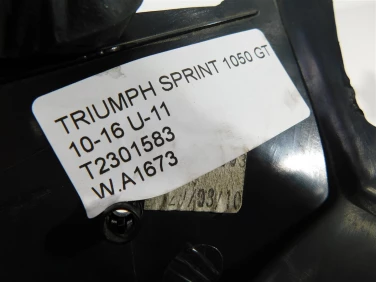 TRIUMPH SPRINT 1050 GT
10-16 U-11
T2301583
W.A1673